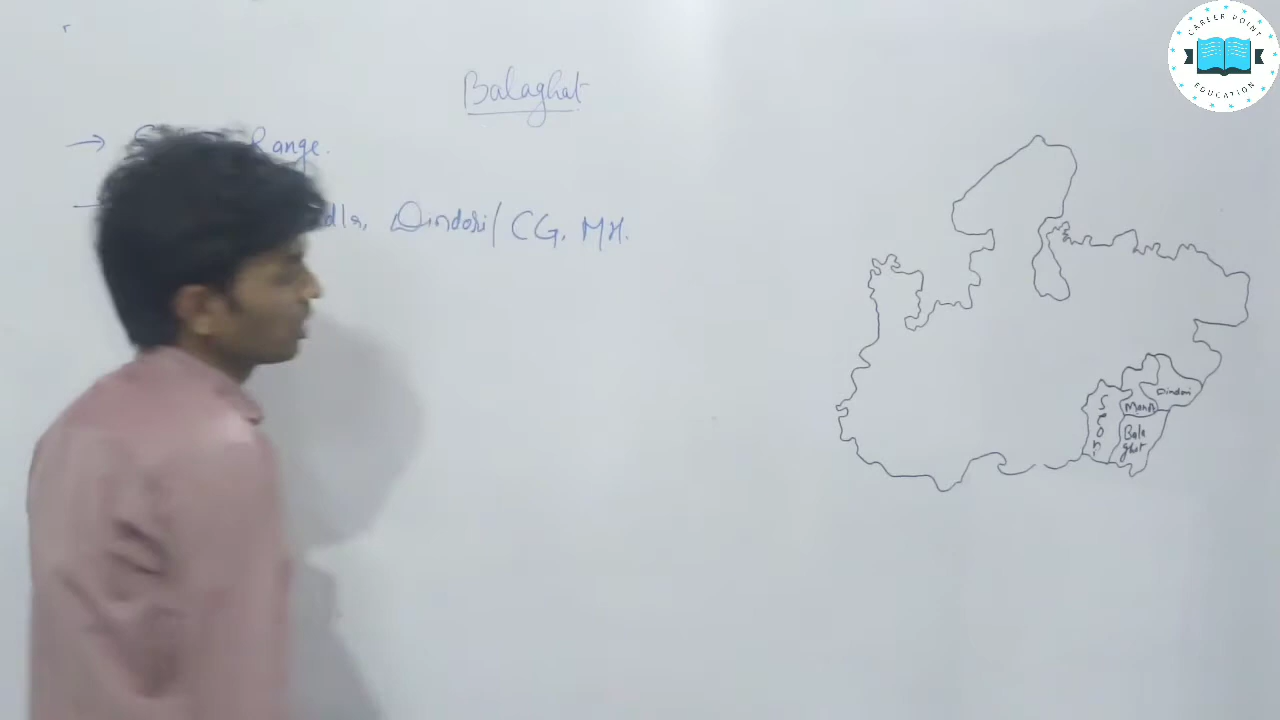 CAREER POINT
EDUCATION
Balaghat
→ Range.
dla, Dindori/ CG, MH.
Dindori
Mand
Seoni
Bala
ghat